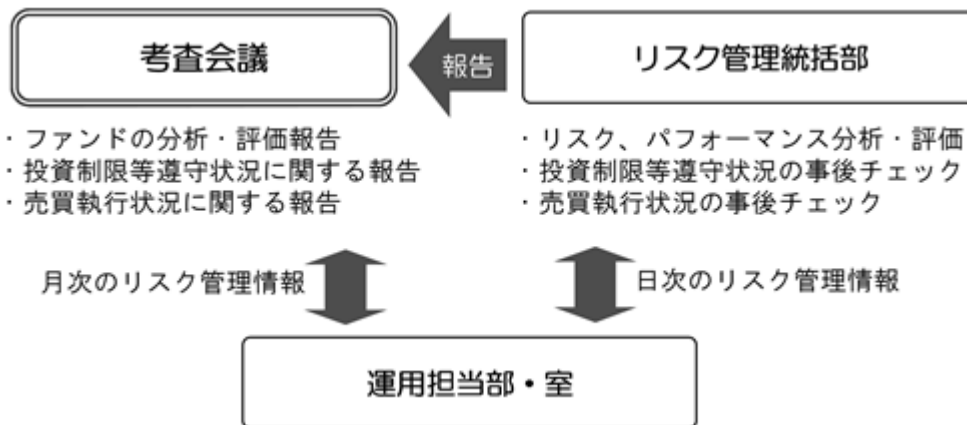 考査会議
報告
リスク管理統括部
・ファンドの分析・評価報告
・投資制限等遵守状況に関する報告
・売買執行状況に関する報告
・リスク、パフォーマンス分析・評価
・投資制限等遵守状況の事後チェック
・売買執行状況の事後チェック
月次のリスク管理情報
日次のリスク管理情報
運用担当部・室